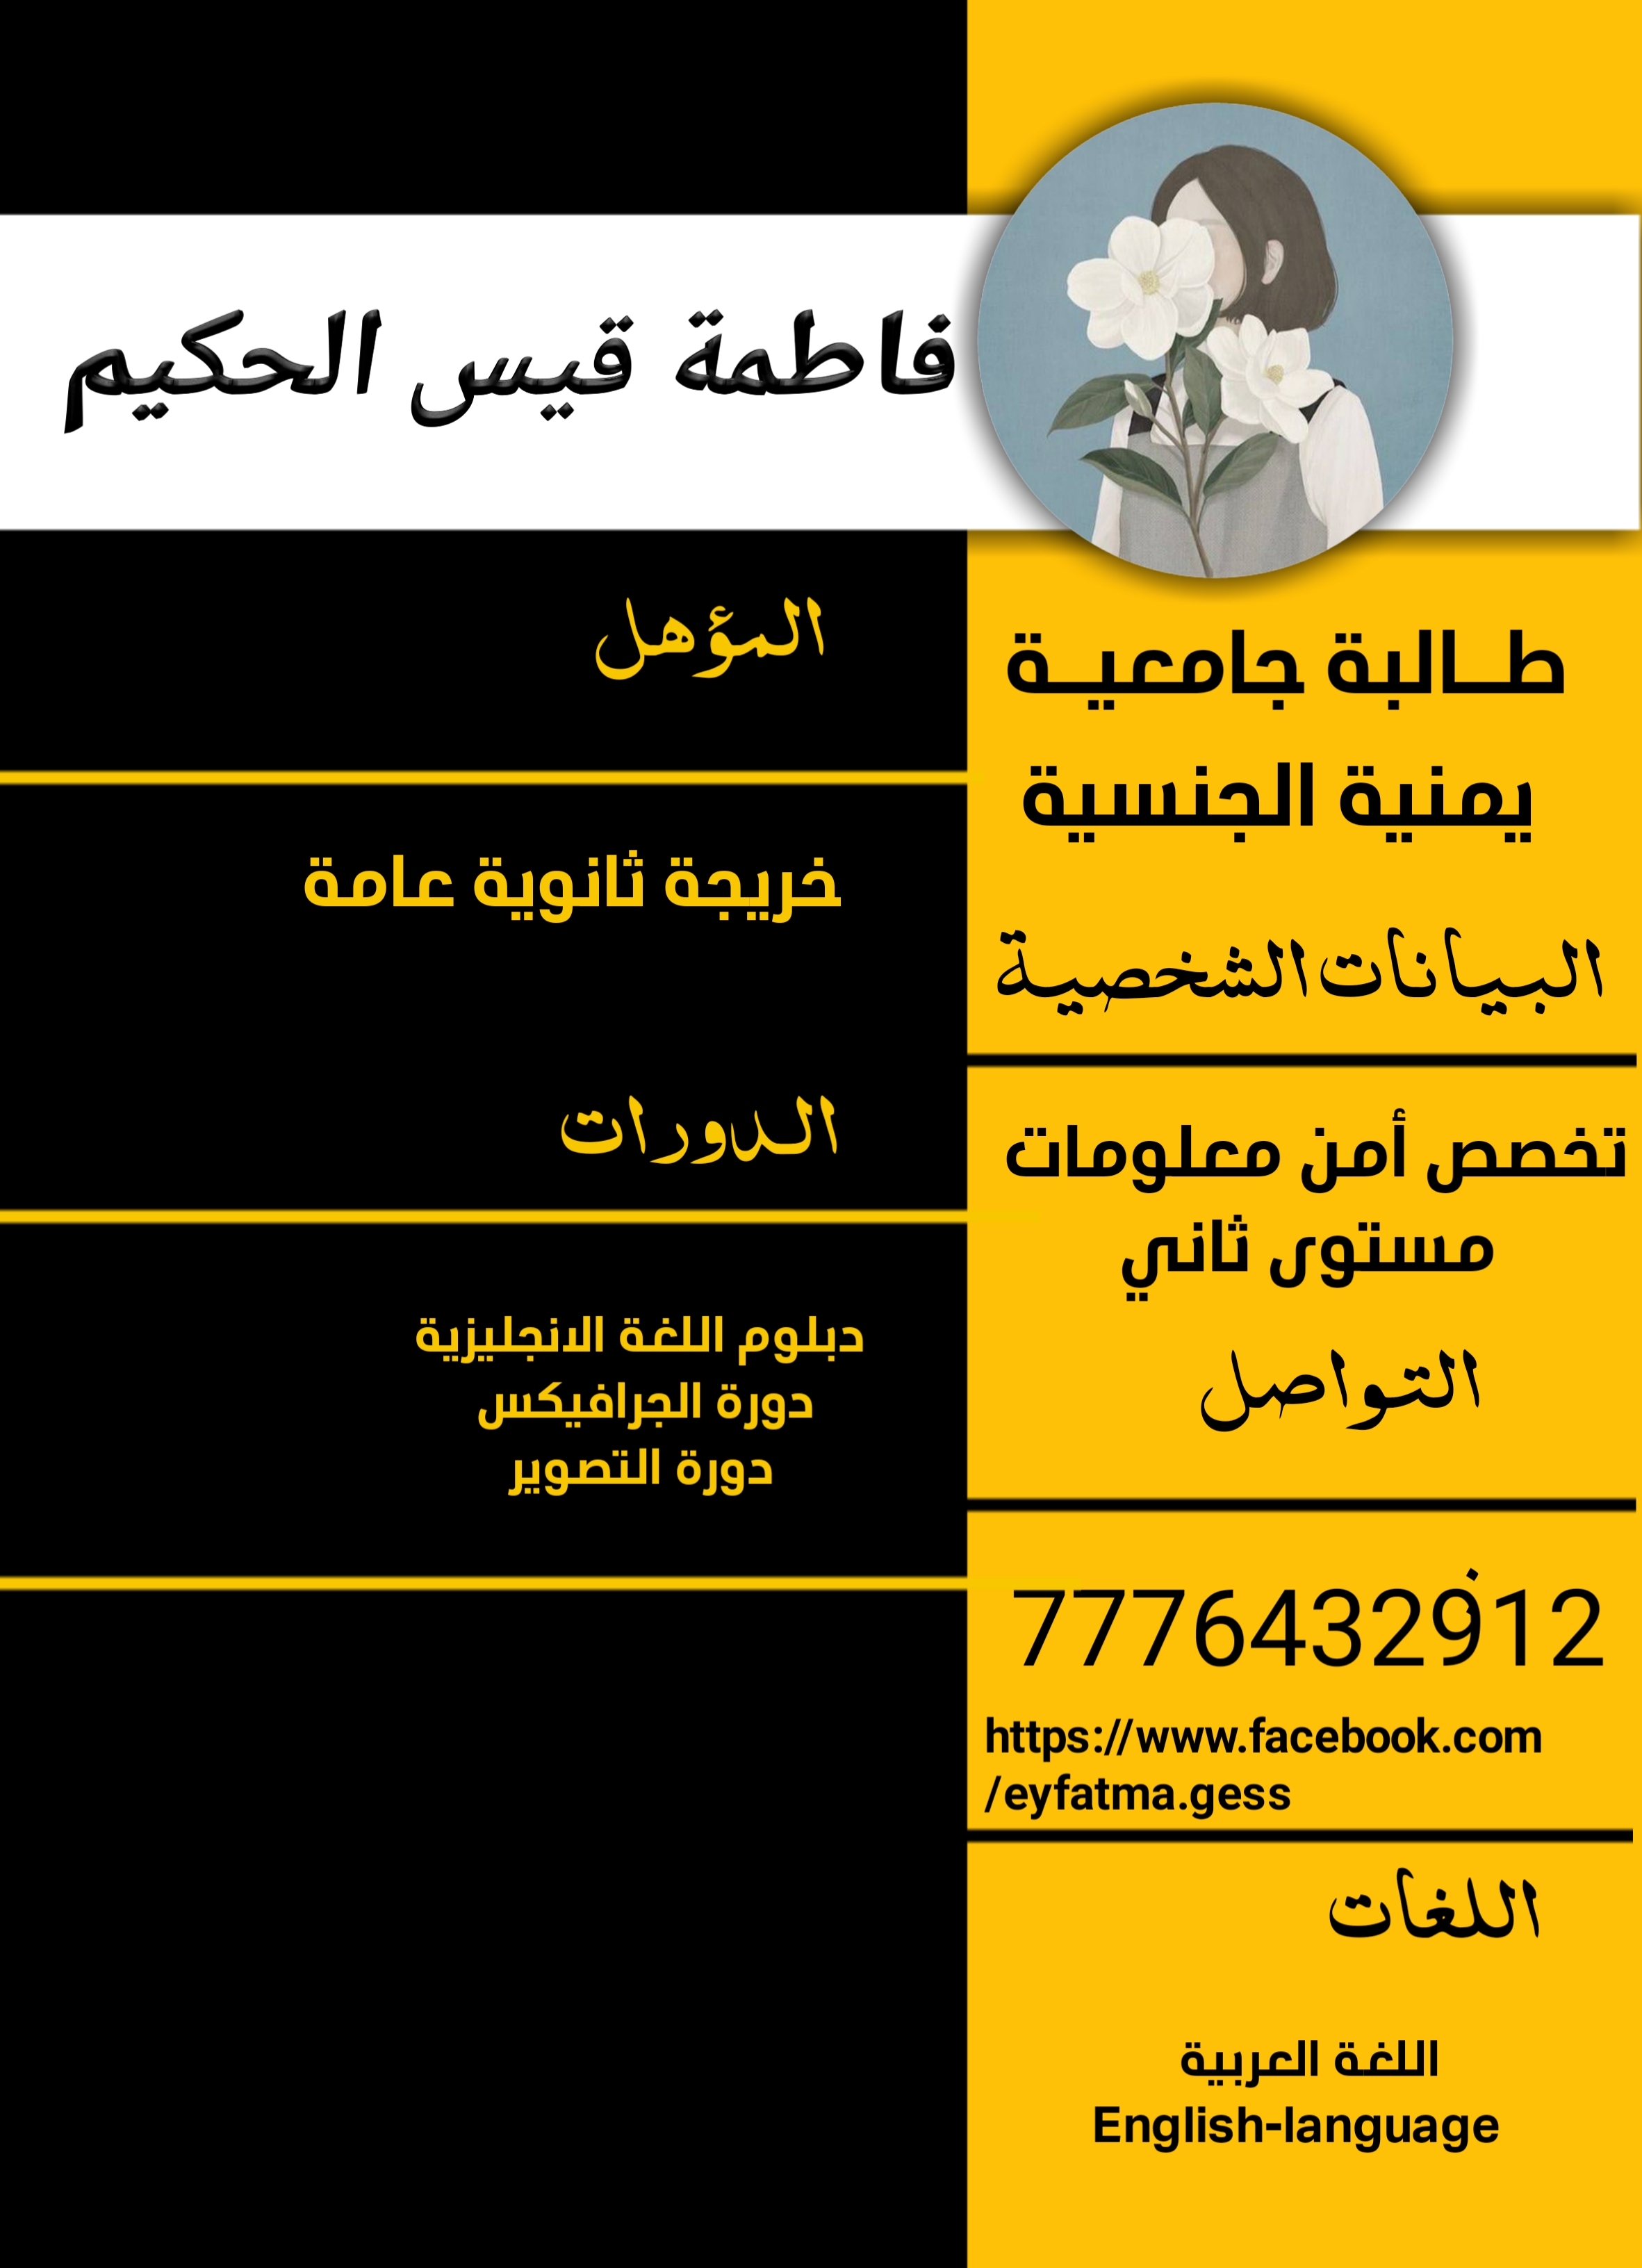 فاطمة قيس الحكيم
طـالبة جامعيـة
يمنية الجنسية
البيانات الشخصية
تخصص أمن معلومات
مستوى ثاني
التواصل
7776432912
https://www.facebook.com
/eyfatma.gess
اللغات
اللغة العربية
English-language
المؤهل
خريجة ثانوية عامة
الدورات
دبلوم اللغة الانجليزية
دورة الجرافيكس
دورة التصوير